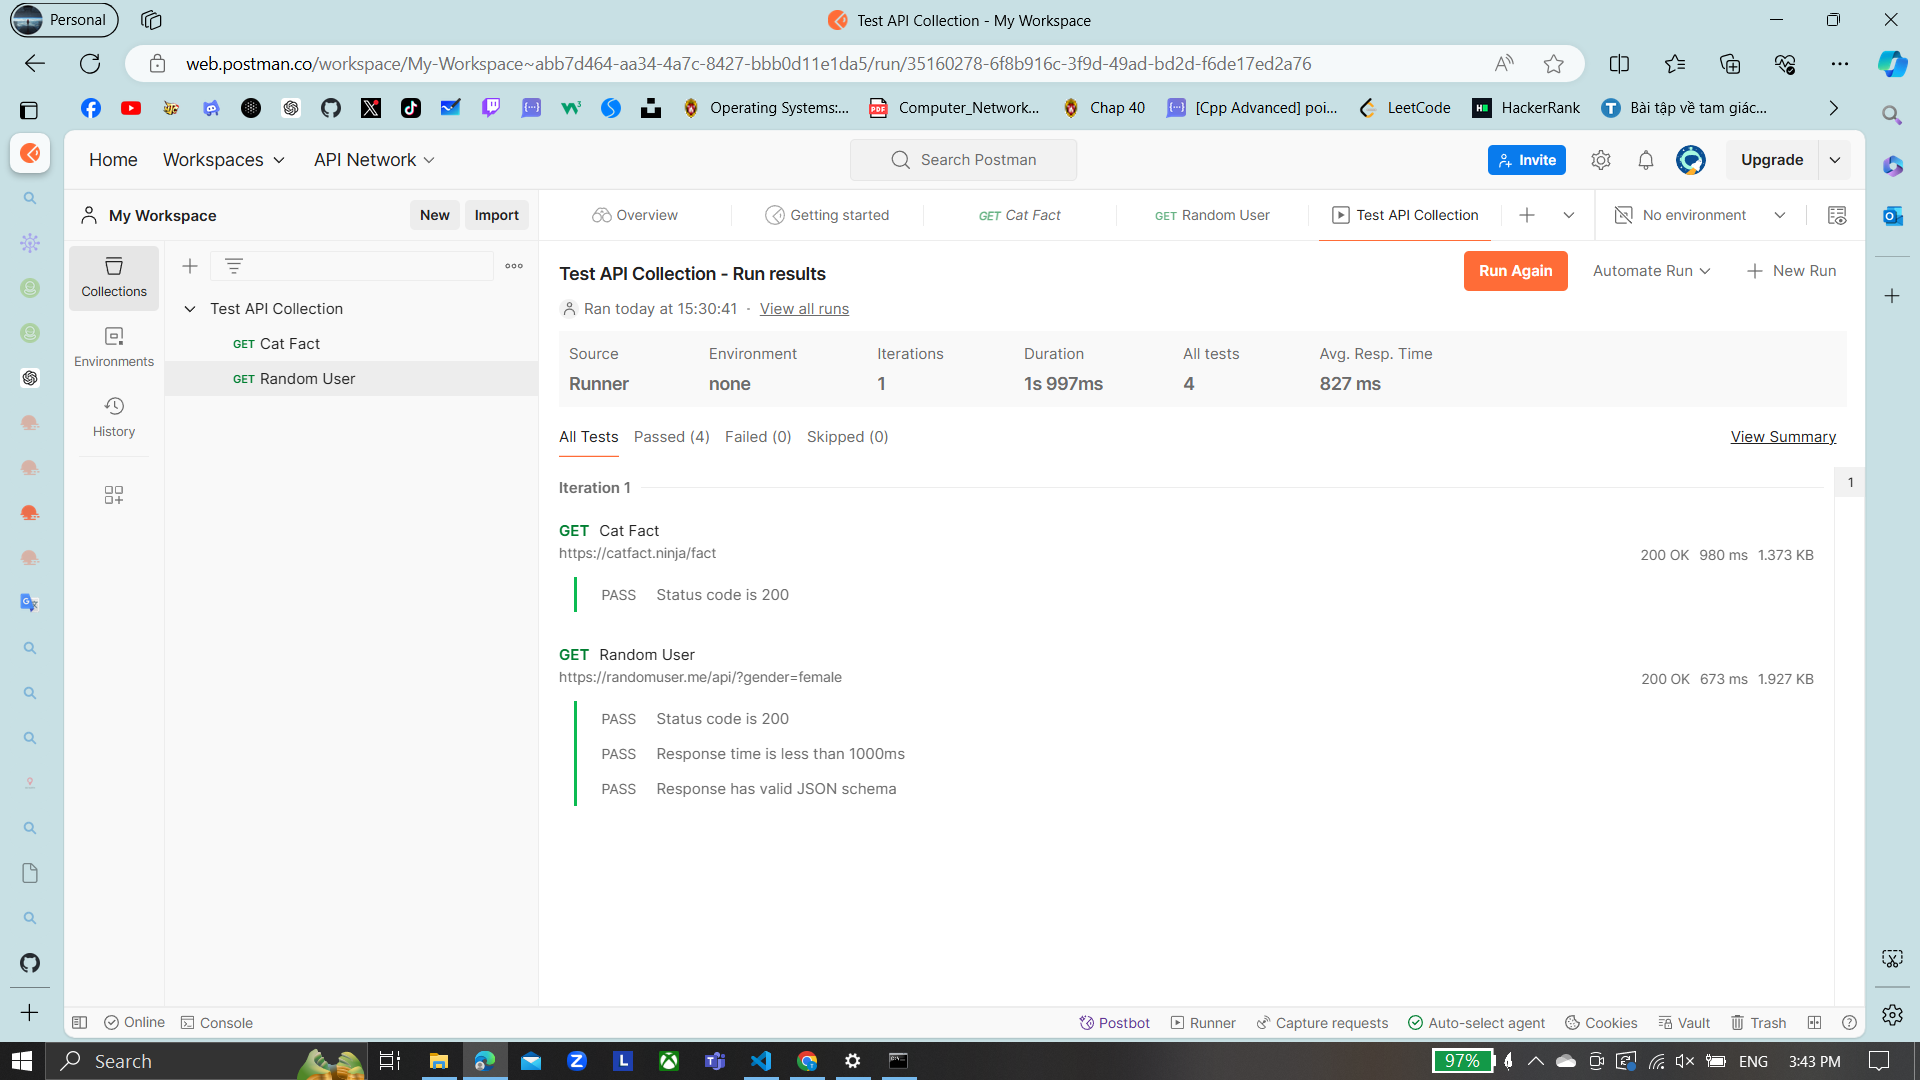 Personal
Test API Collection - My Workspace
web.postman.co/workspace/My-Workspace~abb7d464-aa34-4a7c-8427-bbb0d11e1da5/run/35160278-6f8b916c-3f9d-49ad-bd2d-f6de17ed2a76
Operating Systems:... Computer_Network... Chap 40 [Cpp Advanced] poi... LeetCode HackerRank Bài tập về tam giác...
Home Workspaces API Network Search Postman Invite Upgrade
My Workspace New Import
Overview Getting started GET Cat Fact GET Random User Test API Collection No environment
Collections
Environments
History
Test API Collection
GET Cat Fact
GET Random User
Test API Collection - Run results
Run Again Automate Run New Run
Ran today at 15:30:41 · View all runs
Source Environment Iterations Duration All tests Avg. Resp. Time
Runner none 1 1s 997ms 4 827 ms
All Tests Passed (4) Failed (0) Skipped (0) View Summary
Iteration 1
1
GET Cat Fact
https://catfact.ninja/fact
200 OK 980 ms 1.373 KB
PASS Status code is 200
GET Random User
https://randomuser.me/api/?gender=female
200 OK 673 ms 1.927 KB
PASS Status code is 200
PASS Response time is less than 1000ms
PASS Response has valid JSON schema
Online Console Postbot Runner Capture requests Auto-select agent Cookies Vault Trash
Search 97% ENG 3:43 PM